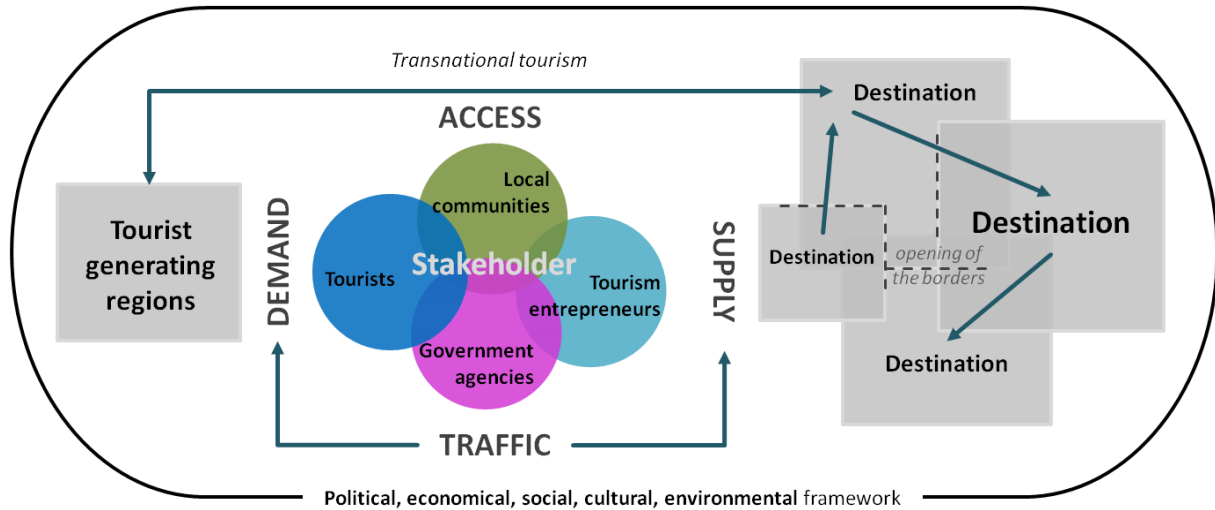 Transnational tourism
ACCESS
Destination
Local
communities
Tourist
generating
regions
DEMAND
Stakeholder
Tourists
Tourism
entrepreneurs
Government
agencies
SUPPLY
Destination
Destination
opening of
the borders
Destination
TRAFFIC
Political, economical, social, cultural, environmental framework